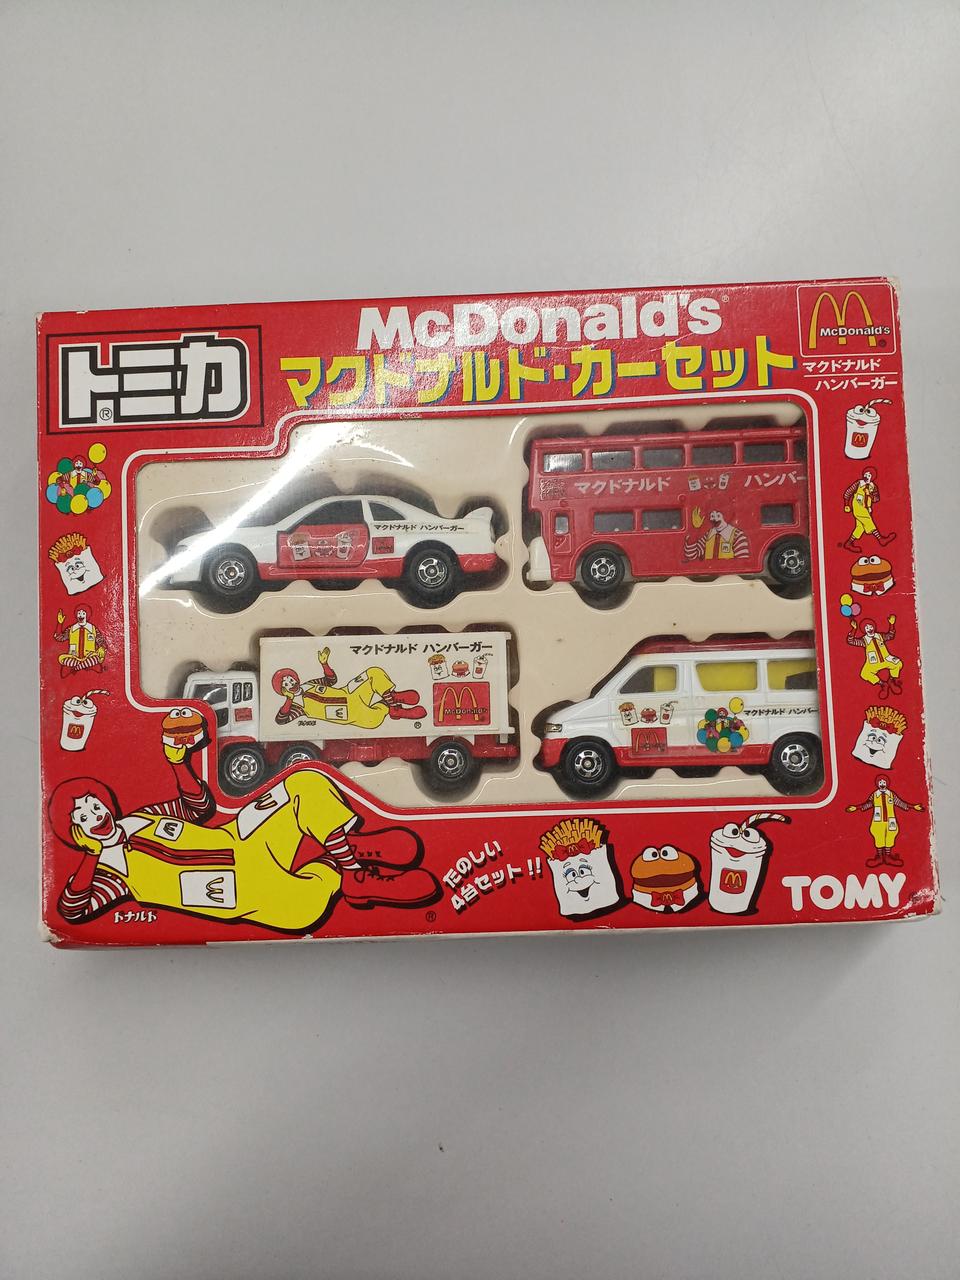 McDonald's®
トミカ®
マクドナルド・カーセット
McDonald's®
マクドナルド
ハンバーガー
マクドナルド ハンバーガー
マクドナルド ハンバー
マクドナルド ハンバーガー
McDonald's
マクドナルド ハンバー
ドナルド
®
たのしい
4台セット!!
TOMY